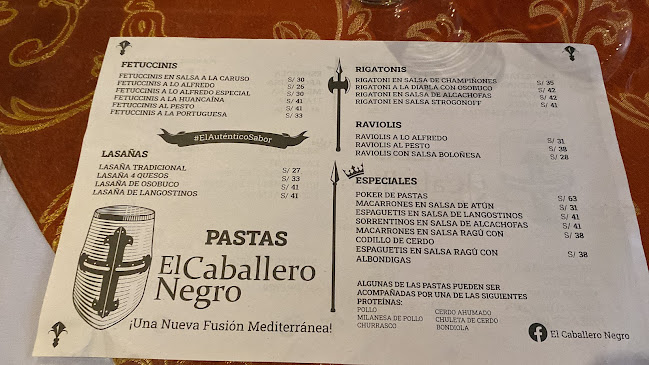 FETUCCINIS
FETUCCINIS EN SALSA A LA CARUSO S/ 30
FETUCCINIS A LO ALFREDO S/ 26
FETUCCINIS A LO ALFREDO ESPECIAL S/ 30
FETUCCINIS A LA HUANCAÍNA S/ 41
FETUCCINIS AL PESTO S/ 41
FETUCCINIS A LA PORTUGUESA S/ 33
#ElAuténticoSabor
LASAÑAS
LASAÑA TRADICIONAL S/ 27
LASAÑA 4 QUESOS S/ 33
LASAÑA DE OSOBUCO S/ 41
LASAÑA DE LANGOSTINOS S/ 41
PASTAS
El Caballero
Negro
¡Una Nueva Fusión Mediterránea!
RIGATONIS
RIGATONI EN SALSA DE CHAMPIÑONES S/ 35
RIGATONI A LA DIABLA CON OSOBUCO S/ 42
RIGATONI EN SALSA DE ALCACHOFAS S/ 42
RIGATONI EN SALSA STROGONOFF S/ 41
RAVIOLIS
RAVIOLIS A LO ALFREDO S/ 31
RAVIOLIS AL PESTO S/ 38
RAVIOLIS CON SALSA BOLOÑESA S/ 28
ESPECIALES
POKER DE PASTAS S/ 63
MACARRONES EN SALSA DE ATÚN S/ 31
ESPAGUETIS EN SALSA DE LANGOSTINOS S/ 41
SORRENTINOS EN SALSA DE ALCACHOFAS S/ 41
MACARRONES EN SALSA RAGÚ CON S/ 38
CODILLO DE CERDO
ESPAGUETIS EN SALSA RAGÚ CON S/ 38
ALBONDIGAS
ALGUNAS DE LAS PASTAS PUEDEN SER
ACOMPAÑADAS POR UNA DE LAS SIGUIENTES
PROTEÍNAS:
POLLO CERDO AHUMADO
MILANESA DE POLLO CHULETA DE CERDO
CHURRASCO BONDIOLA
El Caballero Negro